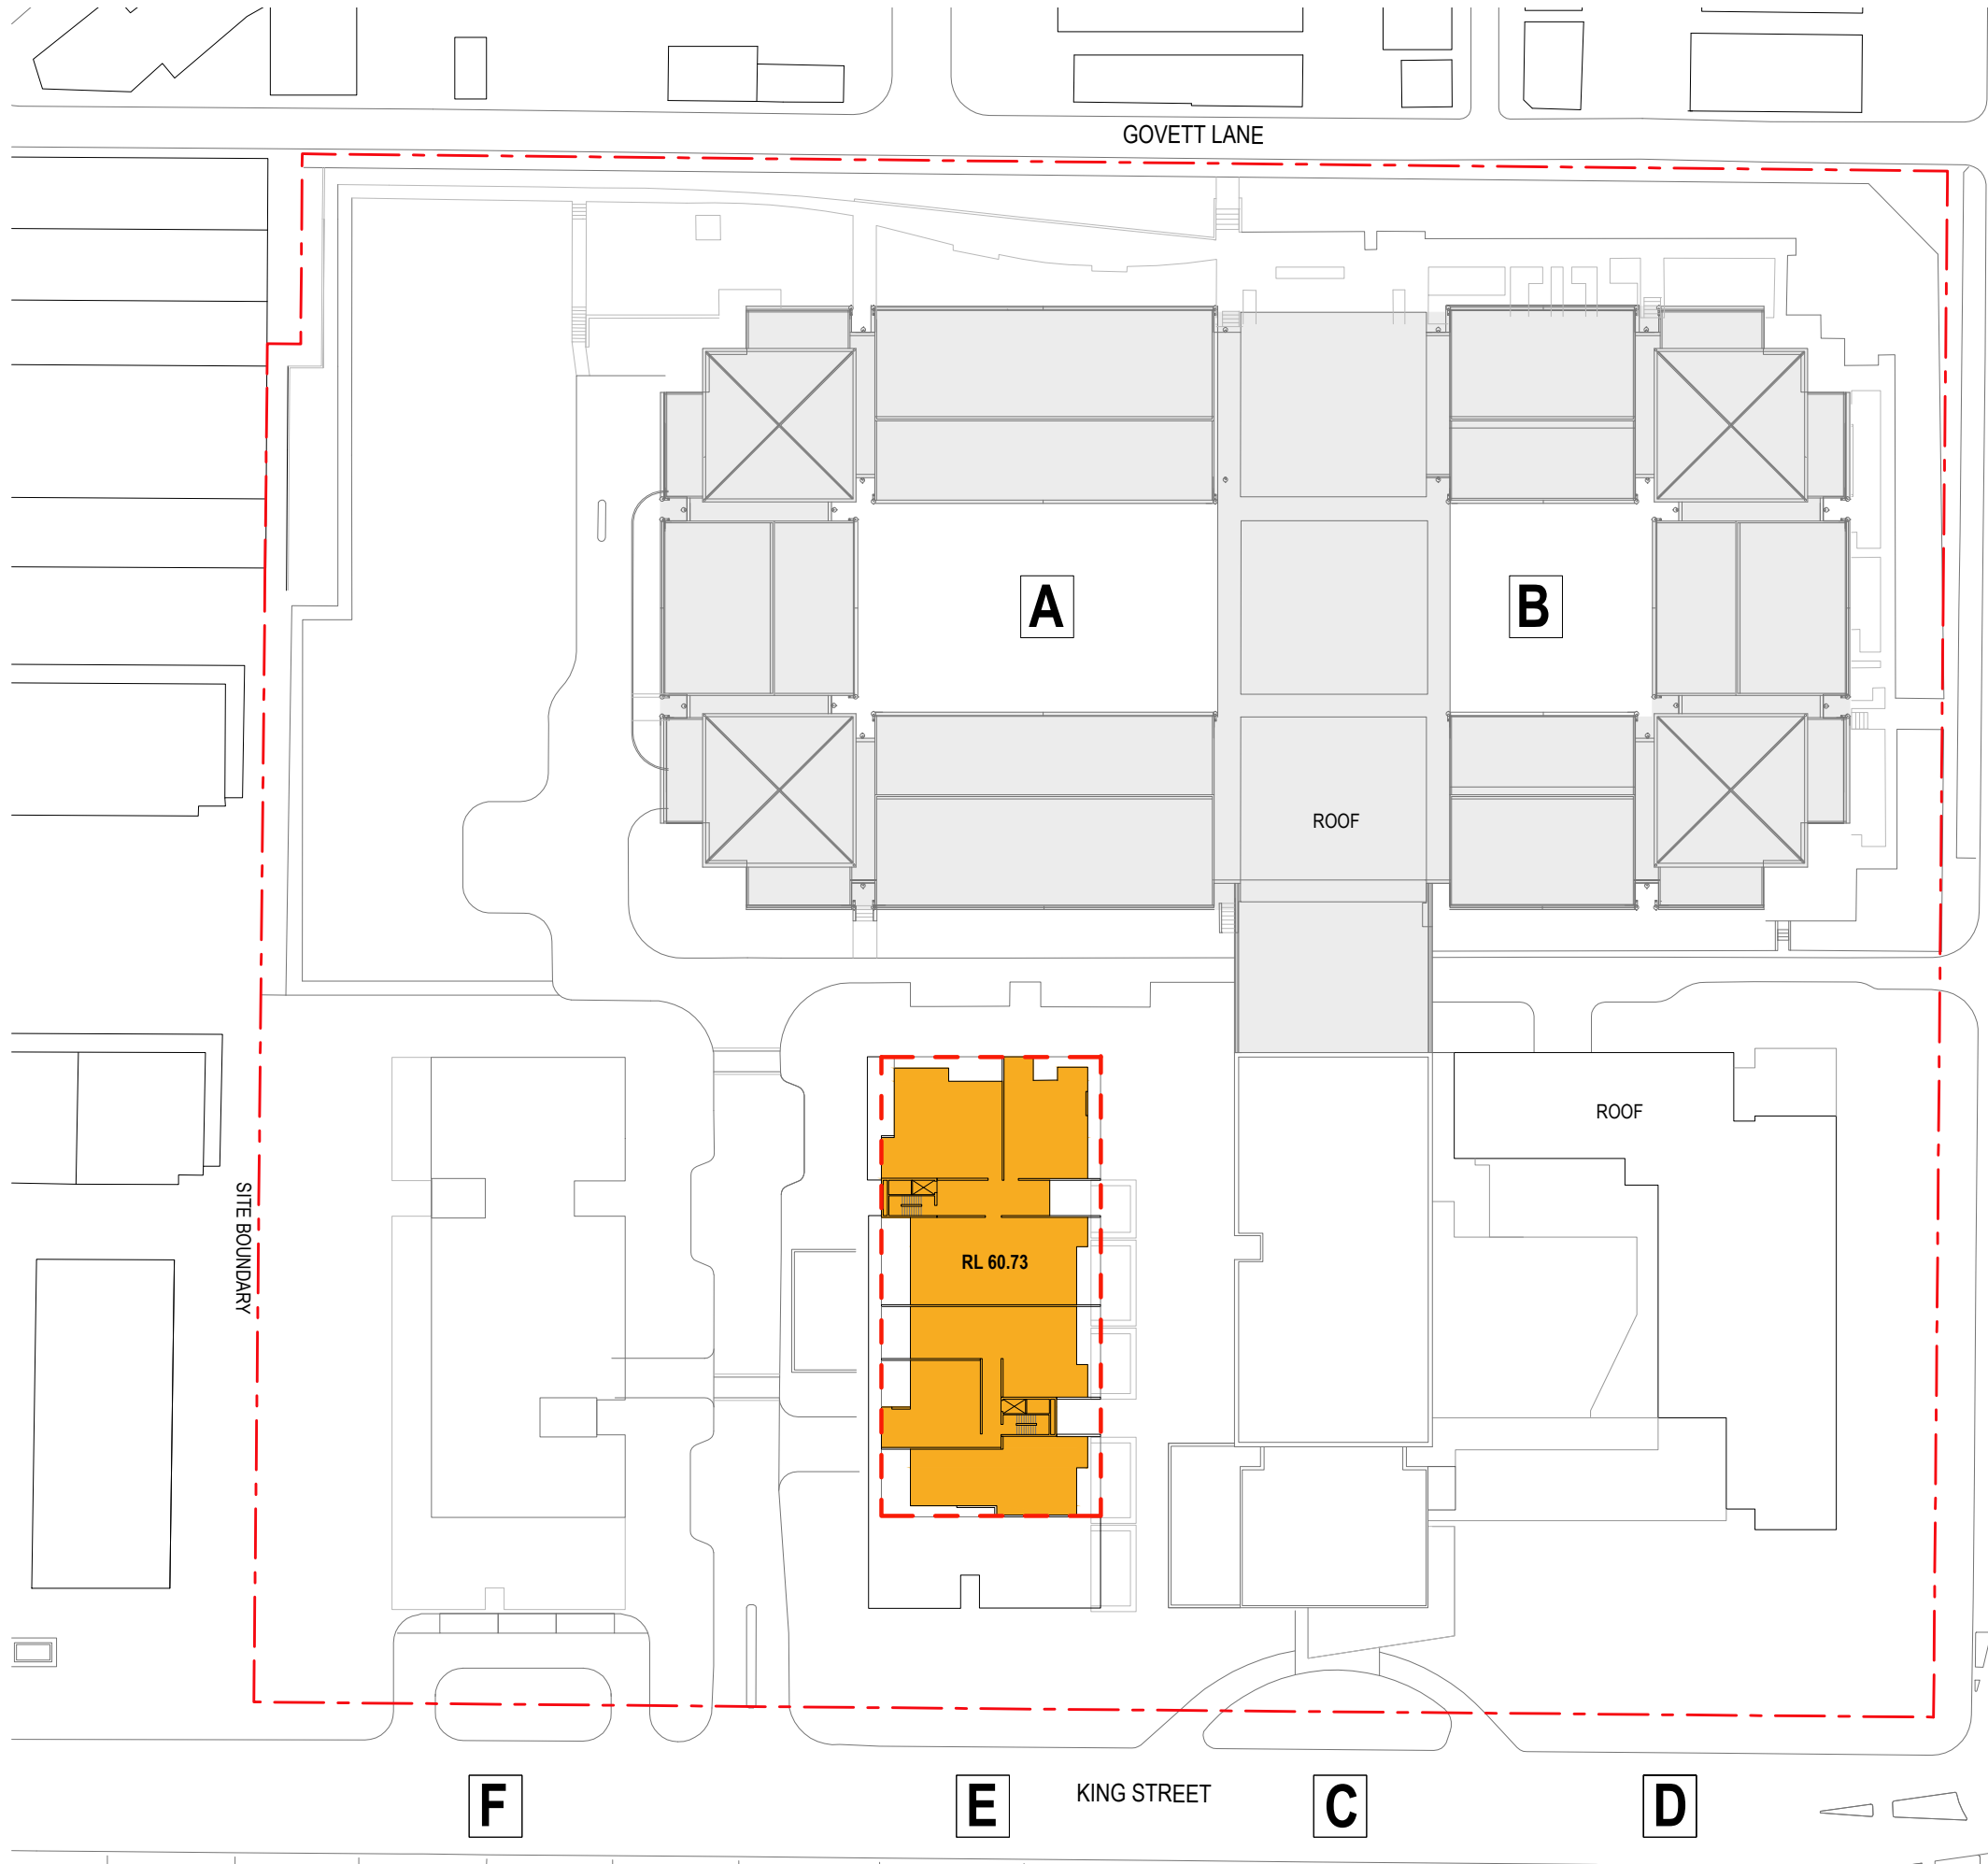 GOVETT LANE
A
B
ROOF
ROOF
SITE BOUNDARY
RL 60.73
F
E
KING STREET
C
D